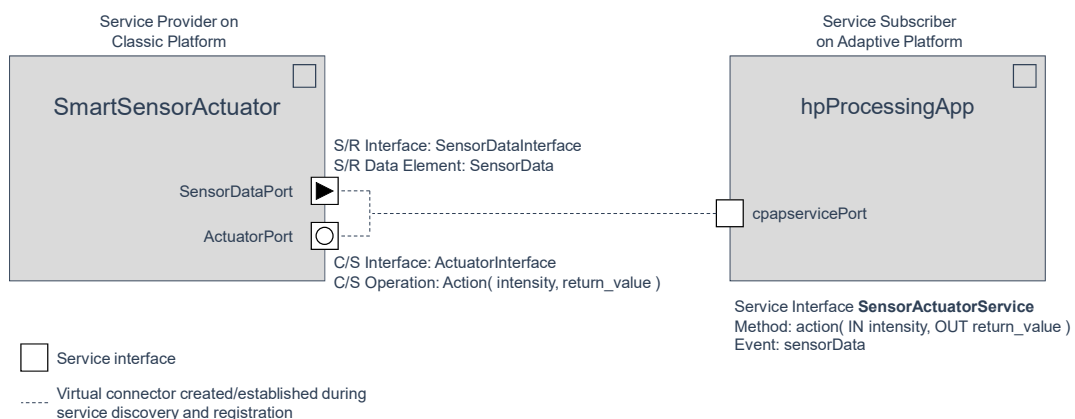 Service Provider on
Classic Platform
Service Subscriber
on Adaptive Platform
SmartSensorActuator
hpProcessingApp
S/R Interface: SensorDataInterface
S/R Data Element: SensorData
SensorDataPort
ActuatorPort
cpapservicePort
C/S Interface: ActuatorInterface
C/S Operation: Action( intensity, return_value )
Service Interface SensorActuatorService
Method: action( IN intensity, OUT return_value )
Event: sensorData
Service interface
Virtual connector created/established during
service discovery and registration